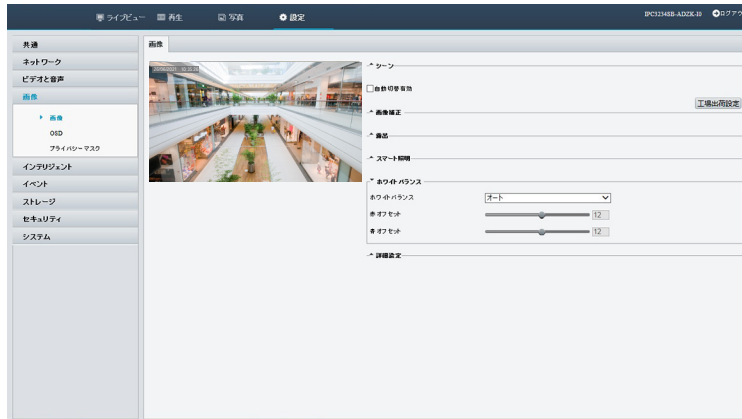 ライブビュー 再生 写真 設定 IPC3234SB-ADZK-I0 ログアウ
共通
ネットワーク
ビデオと音声
画像
画像
OSD
プライバシーマスク
インテリジェント
イベント
ストレージ
セキュリティ
システム
画像
シーン
自動切替有効
工場出荷設定
画像補正
露出
スマート照明
ホワイトバランス
ホワイトバランス オート
赤オフセット 12
青オフセット 12
詳細設定